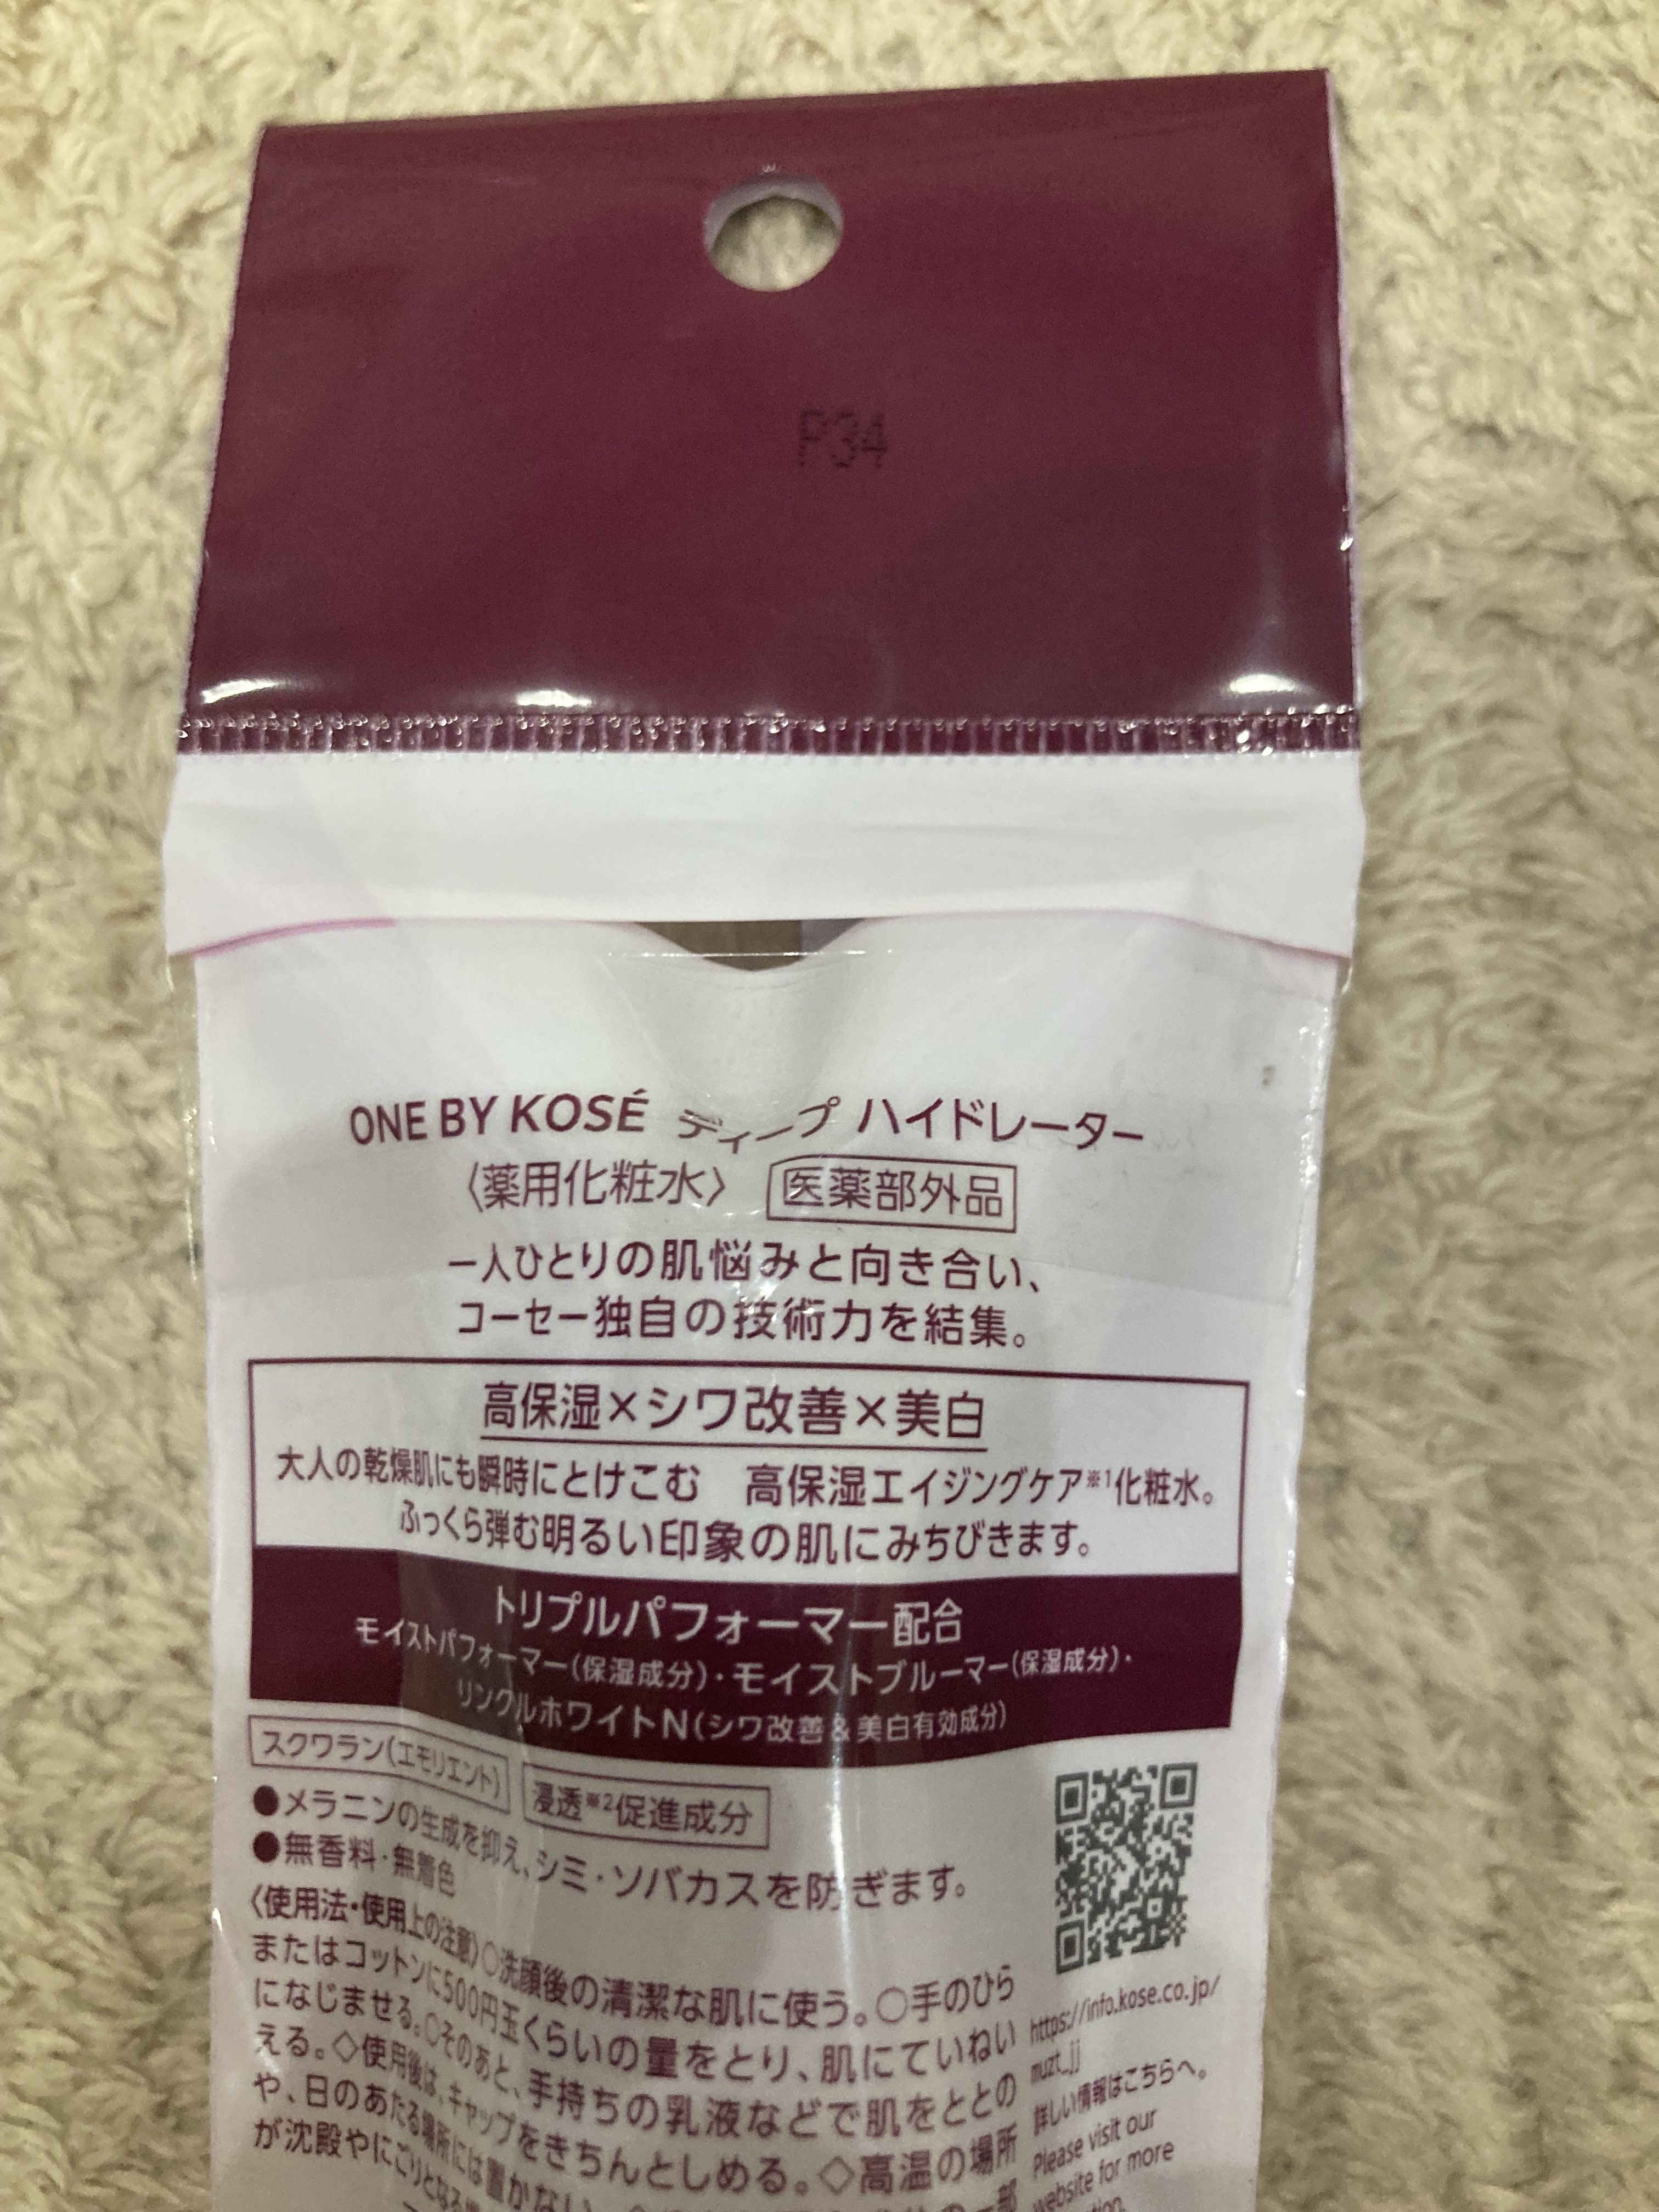 P34
ONE BY KOSÉ ディープ ハイドレーター
〈薬用化粧水〉 医薬部外品
一人ひとりの肌悩みと向き合い、
コーセー独自の技術力を結集。
高保湿×シワ改善×美白
大人の乾燥肌にも瞬時にとけこむ 高保湿エイジングケア※1化粧水。
ふっくら弾む明るい印象の肌にみちびきます。
トリプルパフォーマー配合
モイストパフォーマー(保湿成分)・モイストブルーマー(保湿成分)・
リンクルホワイトN(シワ改善&美白有効成分)
スクワラン(エモリエント) 浸透※2促進成分
●メラニンの生成を抑え、シミ・ソバカスを防ぎます。
●無香料・無着色
〈使用法・使用上の注意〉○洗顔後の清潔な肌に使う。○手のひら
またはコットンに500円玉くらいの量をとり、肌にていねい
になじませる。○そのあと、手持ちの乳液などで肌をととの
える。◇使用後は、キャップをきちんとしめる。◇高温の場所
や、日のあたる場所には置かない。
が沈殿やにごりとなる
https://info.kose.co.jp/
muzt_jj
詳しい情報はこちらへ。
Please visit our
website for more